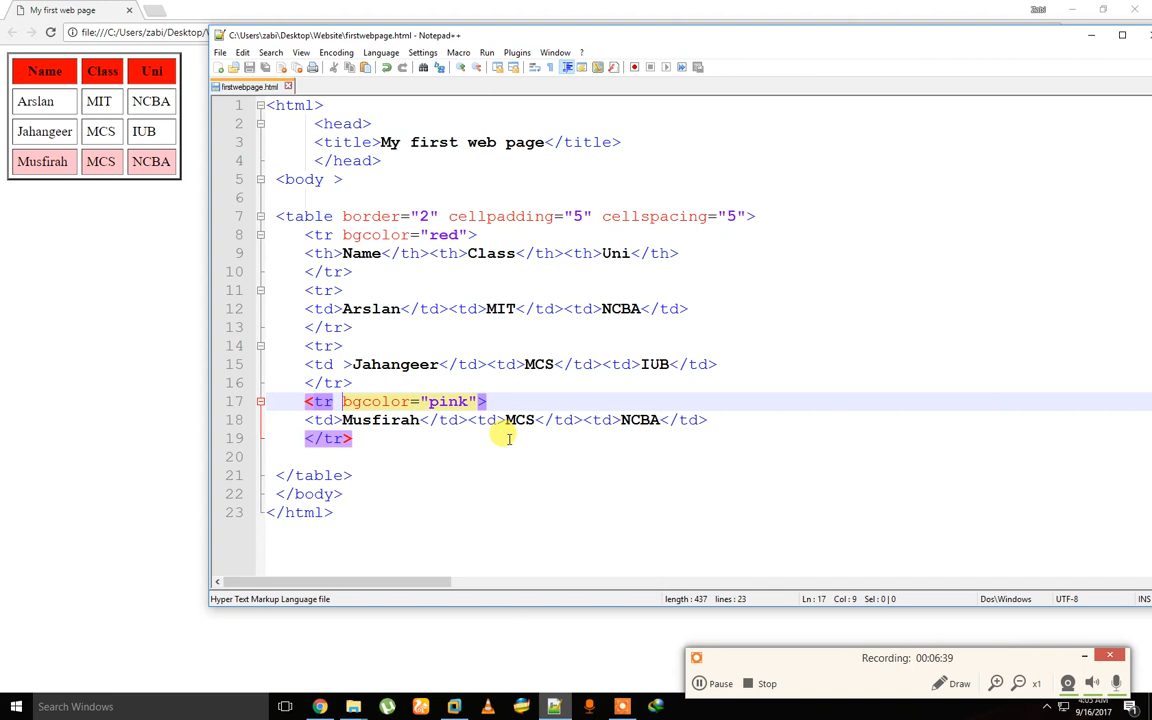 My first web page
Zabi
file:///C:/Users/zabi/Desktop/
C:\Users\zabi\Desktop\Website\firstwebpage.html - Notepad++
File Edit Search View Encoding Language Settings Macro Run Plugins Window ?
firstwebpage.html
Name Class Uni
Arslan MIT NCBA
Jahangeer MCS IUB
Musfirah MCS NCBA
1 <html>
2 <head>
3 <title>My first web page</title>
4 </head>
5 <body >
6
7 <table border="2" cellpadding="5" cellspacing="5">
8 <tr bgcolor="red">
9 <th>Name</th><th>Class</th><th>Uni</th>
10 </tr>
11 <tr>
12 <td>Arslan</td><td>MIT</td><td>NCBA</td>
13 </tr>
14 <tr>
15 <td >Jahangeer</td><td>MCS</td><td>IUB</td>
16 </tr>
17 <tr bgcolor="pink">
18 <td>Musfirah</td><td>MCS</td><td>NCBA</td>
19 </tr>
20
21 </table>
22 </body>
23 </html>
Hyper Text Markup Language file length : 437 lines : 23 Ln : 17 Col : 9 Sel : 0 | 0 Dos\Windows UTF-8 INS
Recording: 00:06:39
Pause Stop Draw x1
Search Windows
4:05 AM
9/16/2017